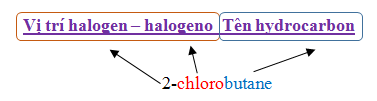 Vị trí halogen – halogeno Tên hydrocarbon
2-chlorobutane